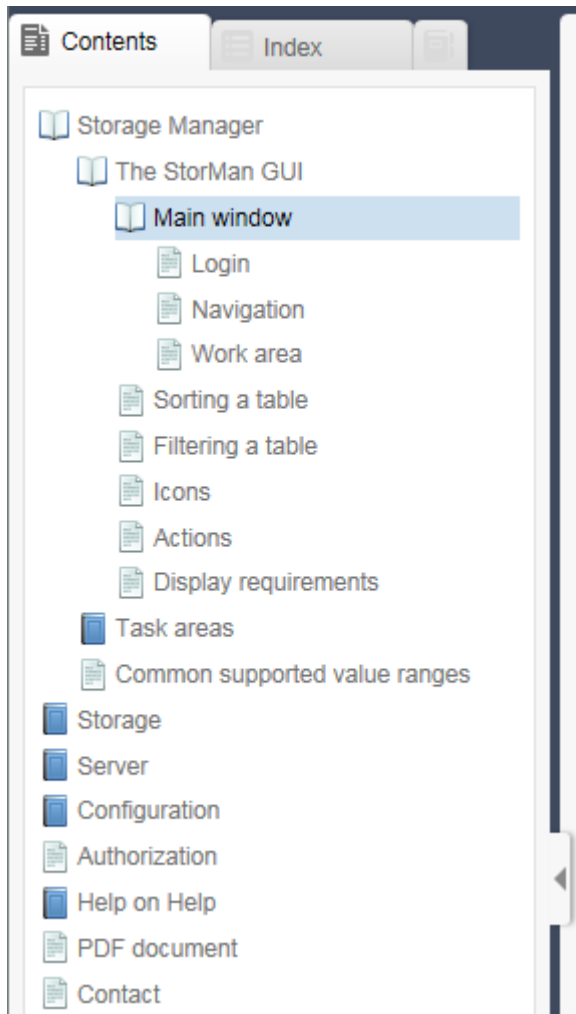 Contents
Index
Storage Manager
The StorMan GUI
Main window
Login
Navigation
Work area
Sorting a table
Filtering a table
Icons
Actions
Display requirements
Task areas
Common supported value ranges
Storage
Server
Configuration
Authorization
Help on Help
PDF document
Contact